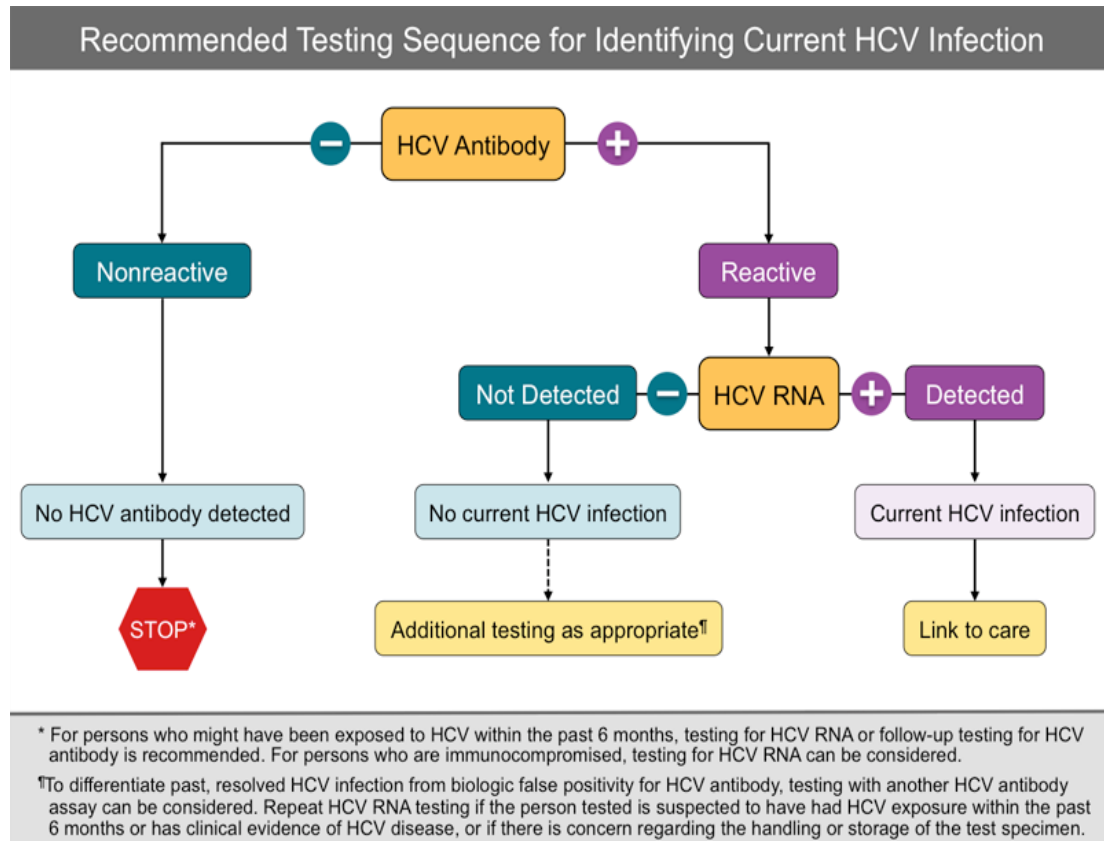 Recommended Testing Sequence for Identifying Current HCV Infection
HCV Antibody
−
+
Nonreactive
Reactive
Not Detected
−
HCV RNA
+
Detected
No HCV antibody detected
No current HCV infection
Current HCV infection
STOP*
Additional testing as appropriate¶
Link to care
* For persons who might have been exposed to HCV within the past 6 months, testing for HCV RNA or follow-up testing for HCV
antibody is recommended. For persons who are immunocompromised, testing for HCV RNA can be considered.
¶To differentiate past, resolved HCV infection from biologic false positivity for HCV antibody, testing with another HCV antibody
assay can be considered. Repeat HCV RNA testing if the person tested is suspected to have had HCV exposure within the past
6 months or has clinical evidence of HCV disease, or if there is concern regarding the handling or storage of the test specimen.